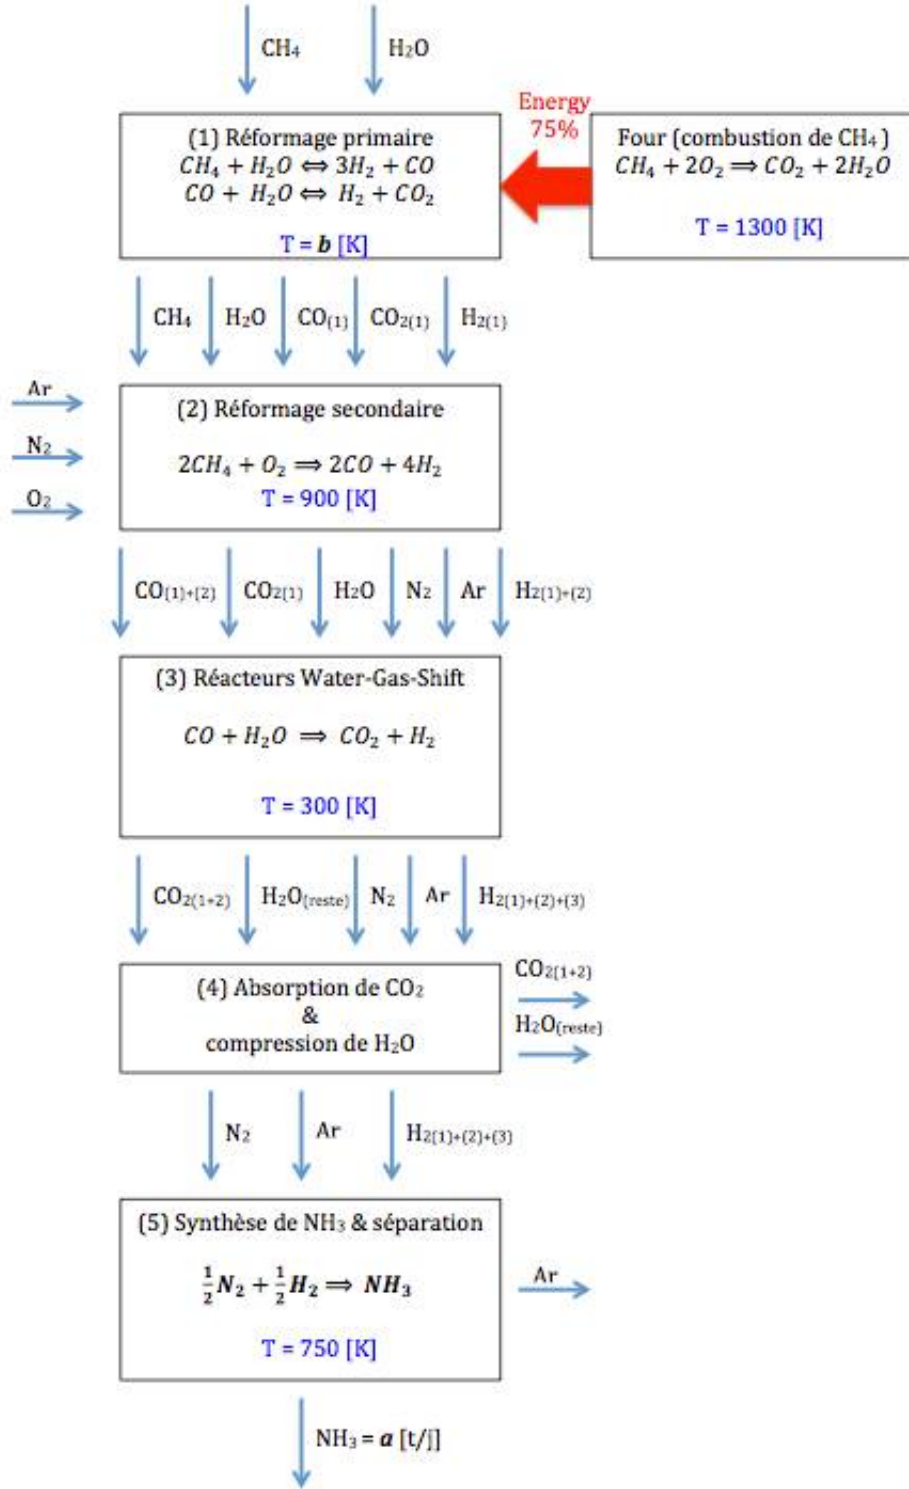 CH₄ H₂O
Energy
75%
(1) Réformage primaire
CH₄ + H₂O ⇔ 3H₂ + CO
CO + H₂O ⇔ H₂ + CO₂
T = b [K]
Four (combustion de CH₄)
CH₄ + 2O₂ ⟹ CO₂ + 2H₂O
T = 1300 [K]
CH₄ H₂O CO₍₁₎ CO₂₍₁₎ H₂₍₁₎
Ar
N₂
O₂
(2) Réformage secondaire
2CH₄ + O₂ ⟹ 2CO + 4H₂
T = 900 [K]
CO₍₁₎₊₍₂₎ CO₂₍₁₎ H₂O N₂ Ar H₂₍₁₎₊₍₂₎
(3) Réacteurs Water-Gas-Shift
CO + H₂O ⟹ CO₂ + H₂
T = 300 [K]
CO₂₍₁₊₂₎ H₂O(reste) N₂ Ar H₂₍₁₎₊₍₂₎₊₍₃₎
(4) Absorption de CO₂
&
compression de H₂O
CO₂₍₁₊₂₎
H₂O(reste)
N₂ Ar H₂₍₁₎₊₍₂₎₊₍₃₎
(5) Synthèse de NH₃ & séparation
½N₂ + ½H₂ ⟹ NH₃
T = 750 [K]
Ar
NH₃ = a [t/j]